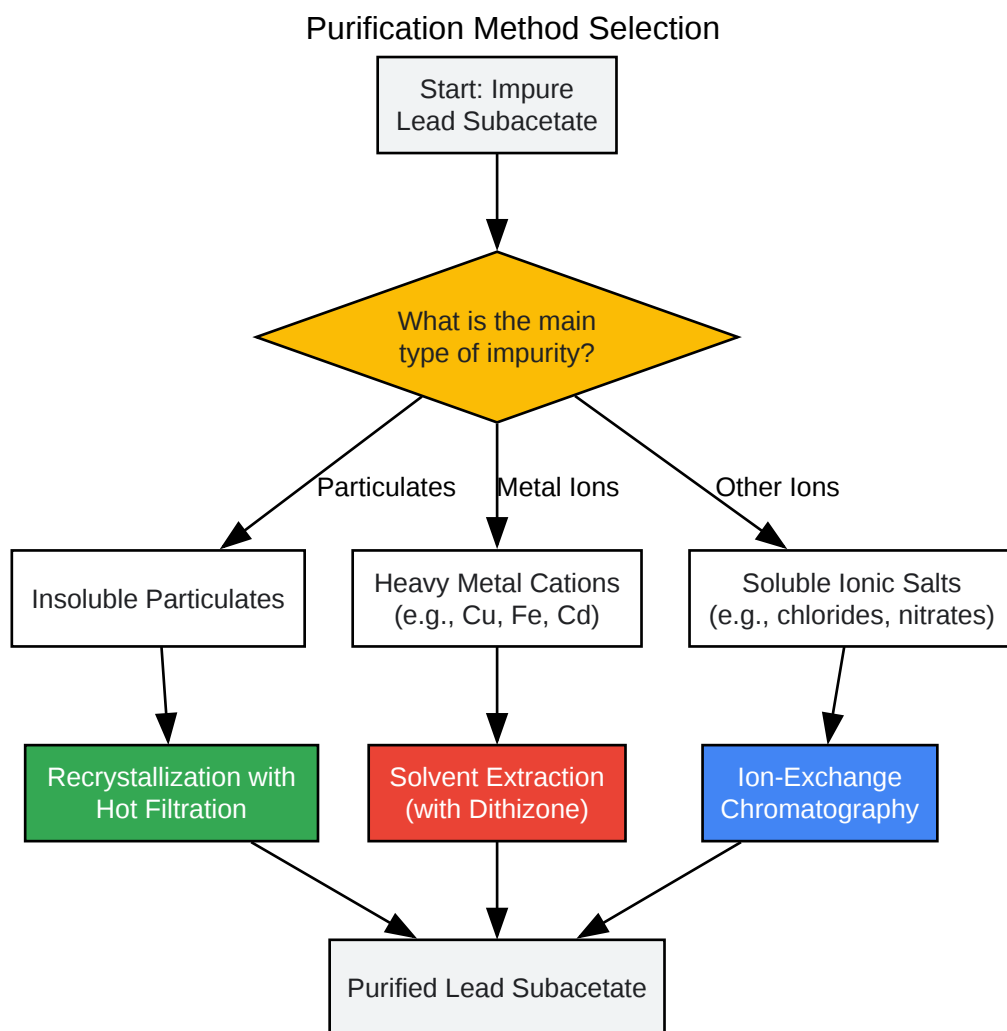 Purification Method Selection
Start: Impure
Lead Subacetate
What is the main
type of impurity?
Particulates
Metal Ions
Other Ions
Insoluble Particulates
Heavy Metal Cations
(e.g., Cu, Fe, Cd)
Soluble Ionic Salts
(e.g., chlorides, nitrates)
Recrystallization with
Hot Filtration
Solvent Extraction
(with Dithizone)
Ion-Exchange
Chromatography
Purified Lead Subacetate